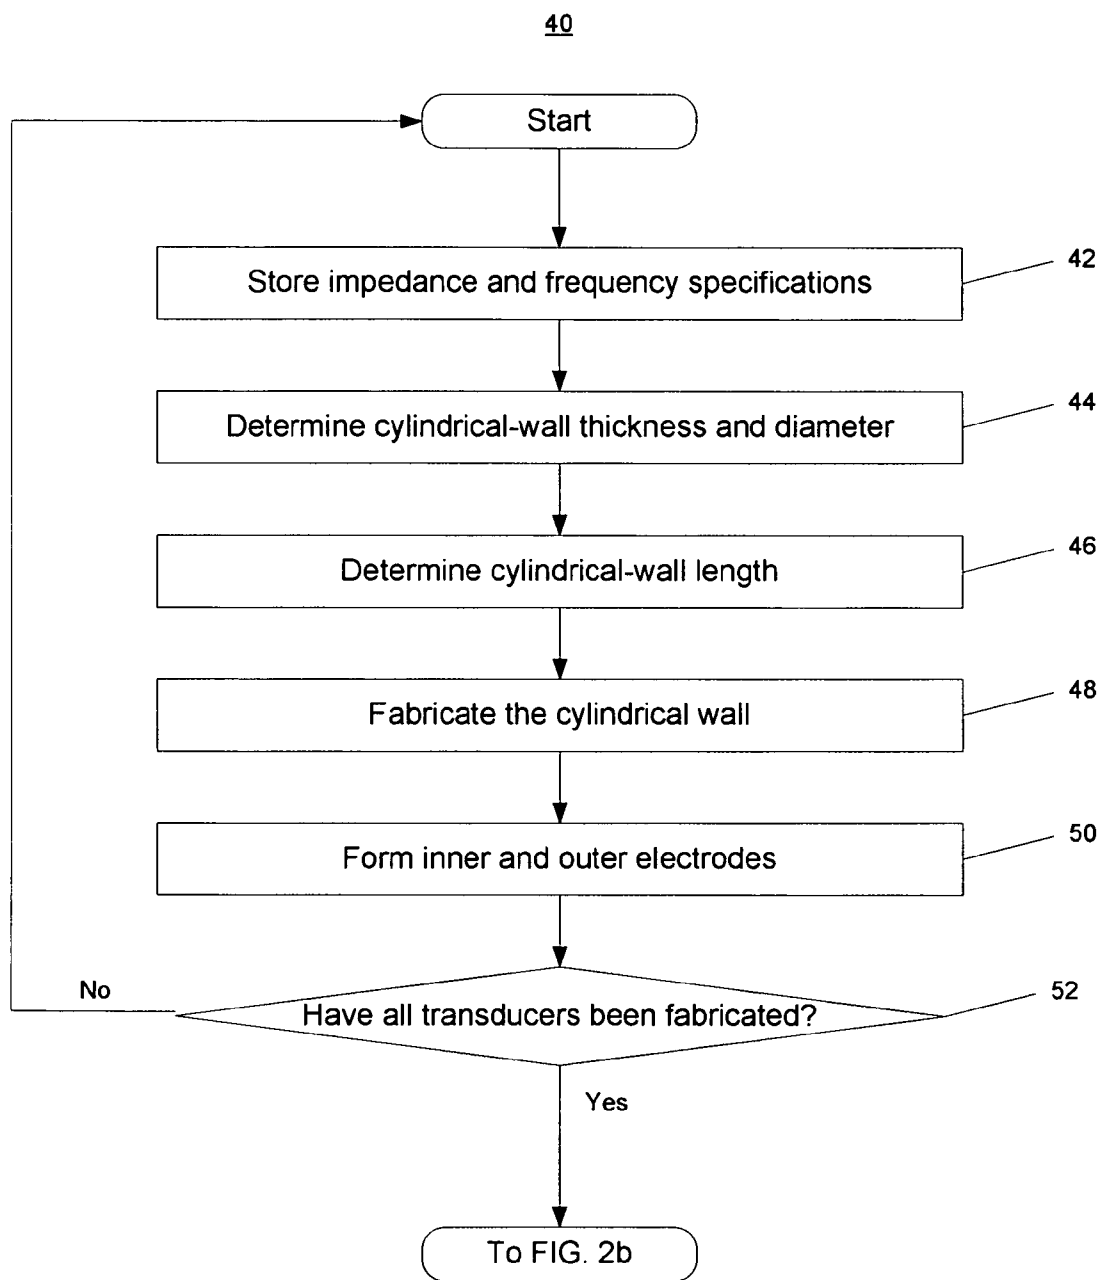 40
Start
Store impedance and frequency specifications
42
Determine cylindrical-wall thickness and diameter
44
Determine cylindrical-wall length
46
Fabricate the cylindrical wall
48
Form inner and outer electrodes
50
No
Have all transducers been fabricated?
52
Yes
To FIG. 2b